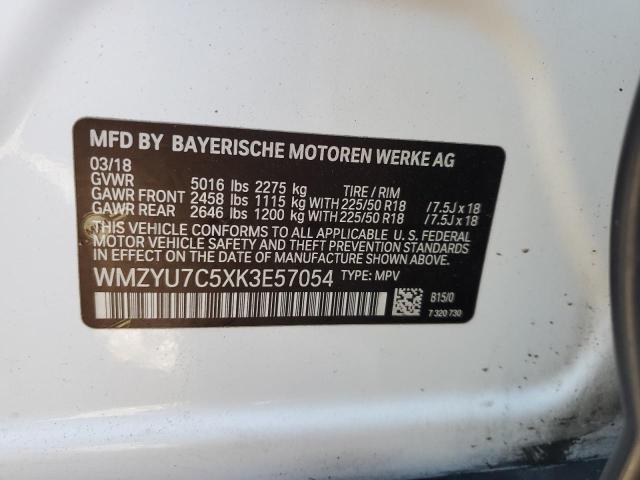 MFD BY BAYERISCHE MOTOREN WERKE AG
03/18
GVWR 5016 lbs 2275 kg TIRE / RIM
GAWR FRONT 2458 lbs 1115 kg WITH 225/50 R18 /7.5J x 18
GAWR REAR 2646 lbs 1200 kg WITH 225/50 R18 /7.5J x 18
THIS VEHICLE CONFORMS TO ALL APPLICABLE U. S. FEDERAL
MOTOR VEHICLE SAFETY BUMPER AND THEFT PREVENTION STANDARDS
IN EFFECT ON THE DATE OF MANUFACTURE SHOWN ABOVE.
WMZYU7C5XK3E57054 TYPE: MPV
B15/0
7 320 730